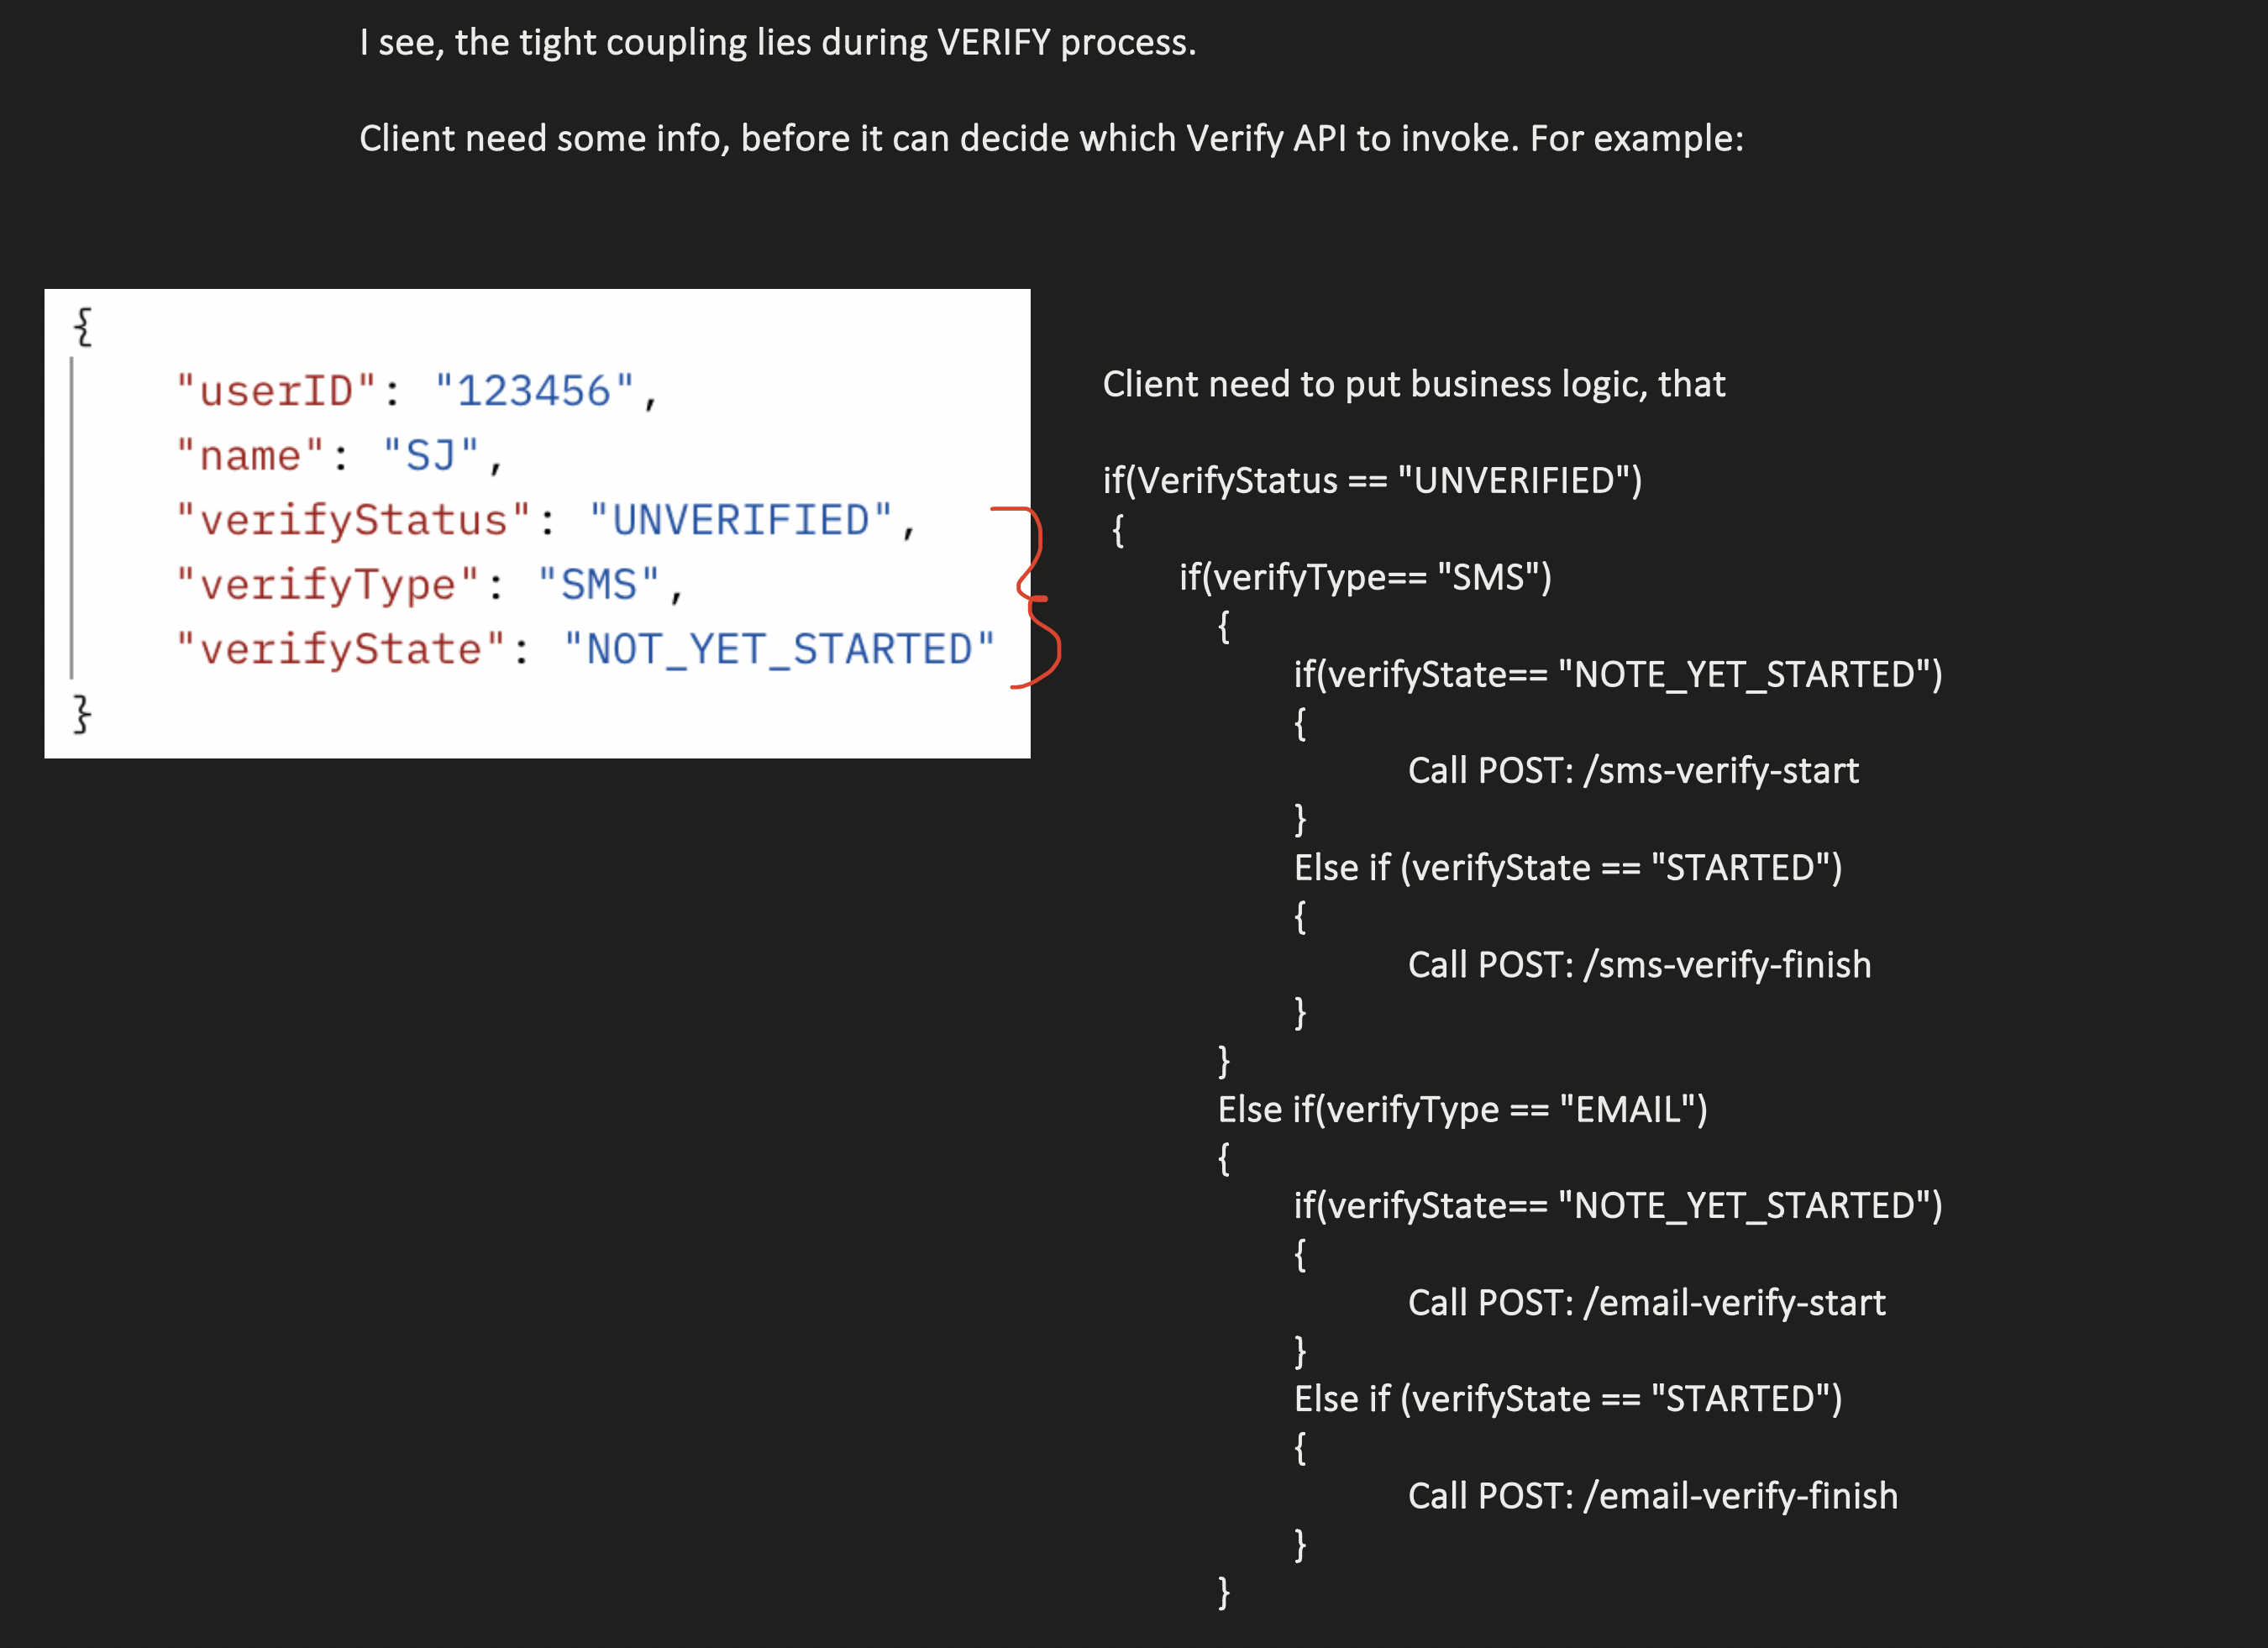 I see, the tight coupling lies during VERIFY process.
Client need some info, before it can decide which Verify API to invoke. For example:
{
"userID": "123456",
"name": "SJ",
"verifyStatus": "UNVERIFIED",
"verifyType": "SMS",
"verifyState": "NOT_YET_STARTED"
}
Client need to put business logic, that
if(VerifyStatus == "UNVERIFIED")
{
if(verifyType== "SMS")
{
if(verifyState== "NOTE_YET_STARTED")
{
Call POST: /sms-verify-start
}
Else if (verifyState == "STARTED")
{
Call POST: /sms-verify-finish
}
}
Else if(verifyType == "EMAIL")
{
if(verifyState== "NOTE_YET_STARTED")
{
Call POST: /email-verify-start
}
Else if (verifyState == "STARTED")
{
Call POST: /email-verify-finish
}
}